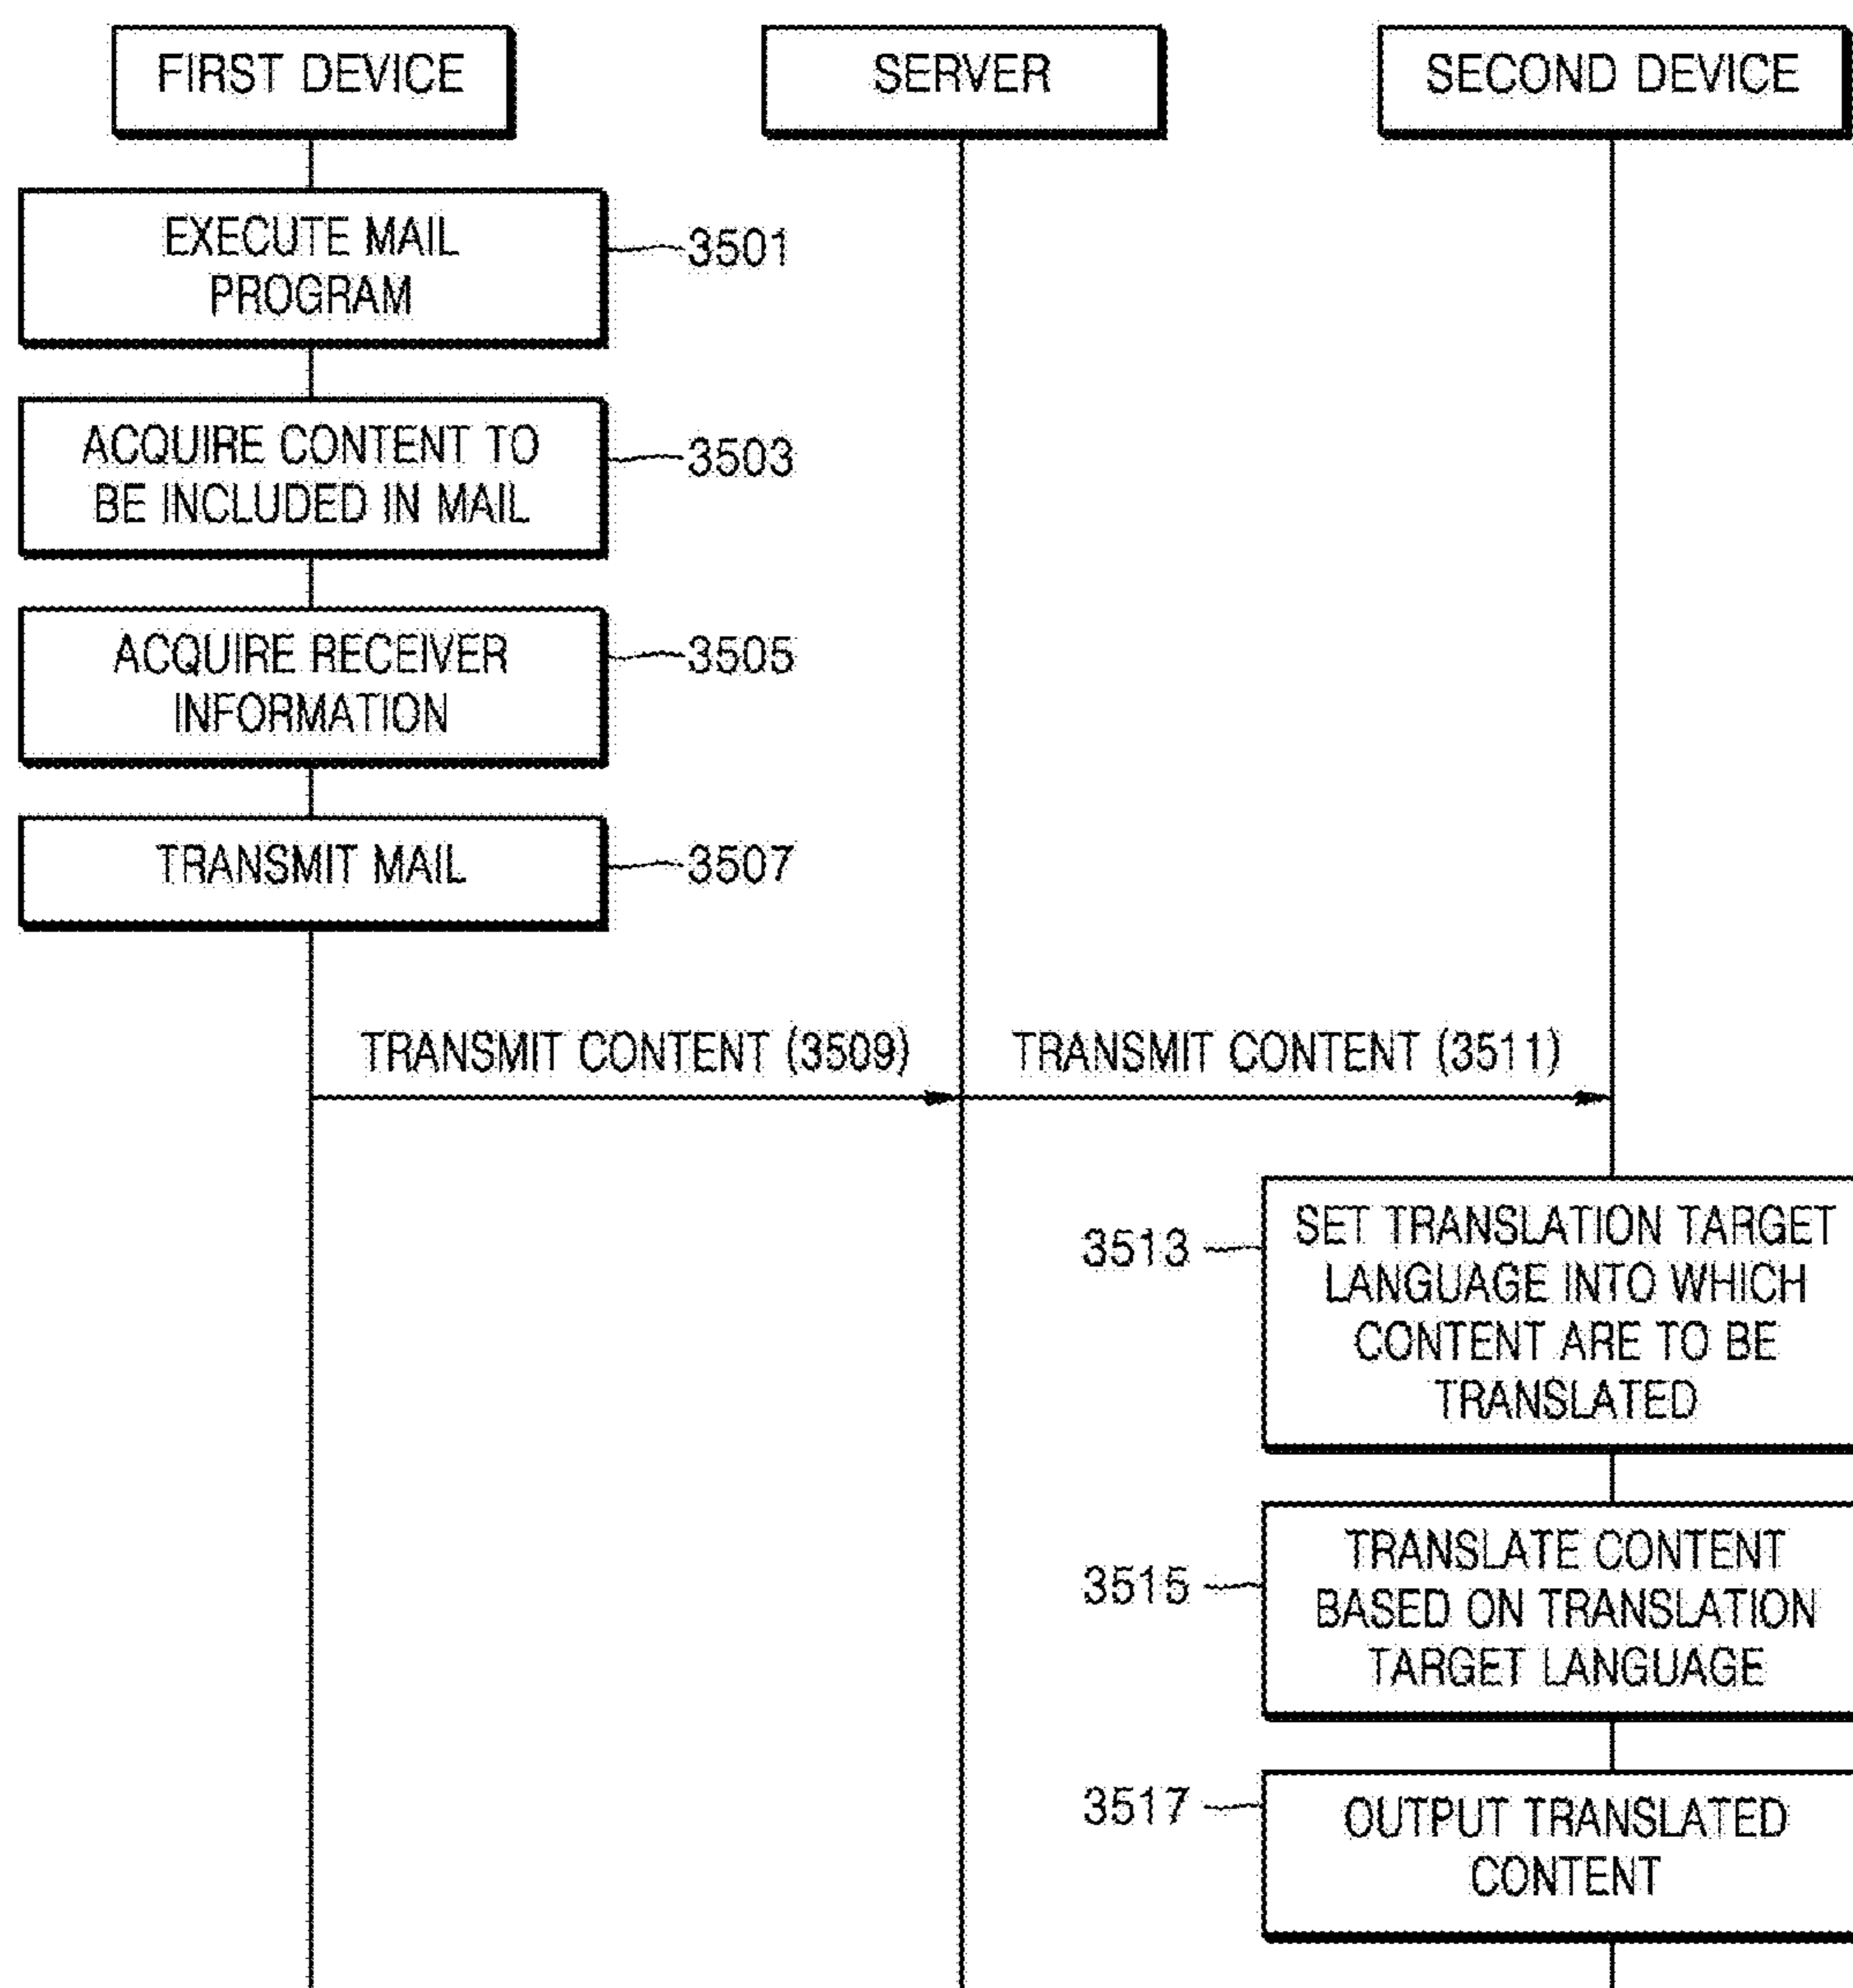 FIRST DEVICE
SERVER
SECOND DEVICE
EXECUTE MAIL
PROGRAM
3501
ACQUIRE CONTENT TO
BE INCLUDED IN MAIL
3503
ACQUIRE RECEIVER
INFORMATION
3505
TRANSMIT MAIL
3507
TRANSMIT CONTENT (3509)
TRANSMIT CONTENT (3511)
3513
SET TRANSLATION TARGET
LANGUAGE INTO WHICH
CONTENT ARE TO BE
TRANSLATED
3515
TRANSLATE CONTENT
BASED ON TRANSLATION
TARGET LANGUAGE
3517
OUTPUT TRANSLATED
CONTENT